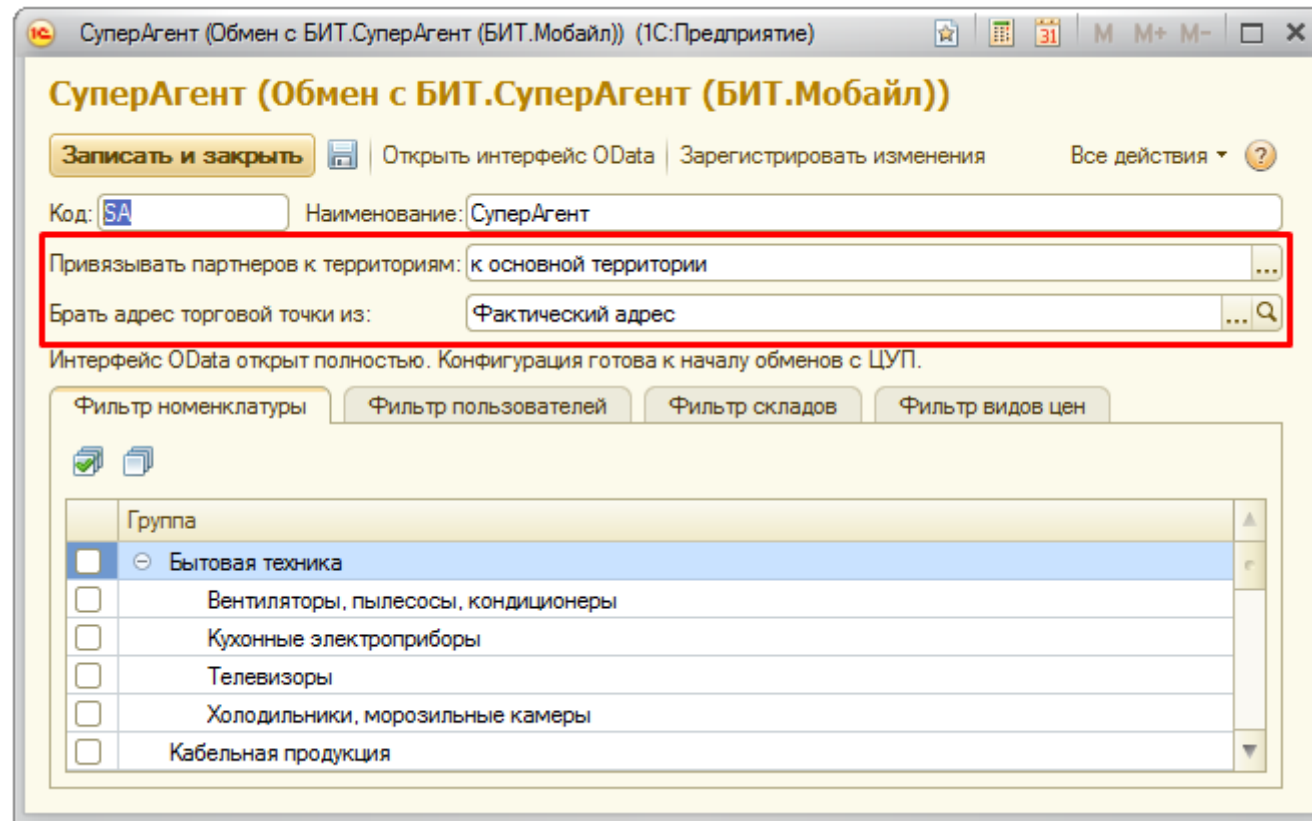 1С СуперАгент (Обмен с БИТ.СуперАгент (БИТ.Мобайл)) (1С:Предприятие) 31 M M+ M-
СуперАгент (Обмен с БИТ.СуперАгент (БИТ.Мобайл))
Записать и закрыть Открыть интерфейс OData Зарегистрировать изменения Все действия ?
Код: SA Наименование: СуперАгент
Привязывать партнеров к территориям: к основной территории ...
Брать адрес торговой точки из: Фактический адрес ...
Интерфейс OData открыт полностью. Конфигурация готова к началу обменов с ЦУП.
Фильтр номенклатуры Фильтр пользователей Фильтр складов Фильтр видов цен
Группа
Бытовая техника
Вентиляторы, пылесосы, кондиционеры
Кухонные электроприборы
Телевизоры
Холодильники, морозильные камеры
Кабельная продукция